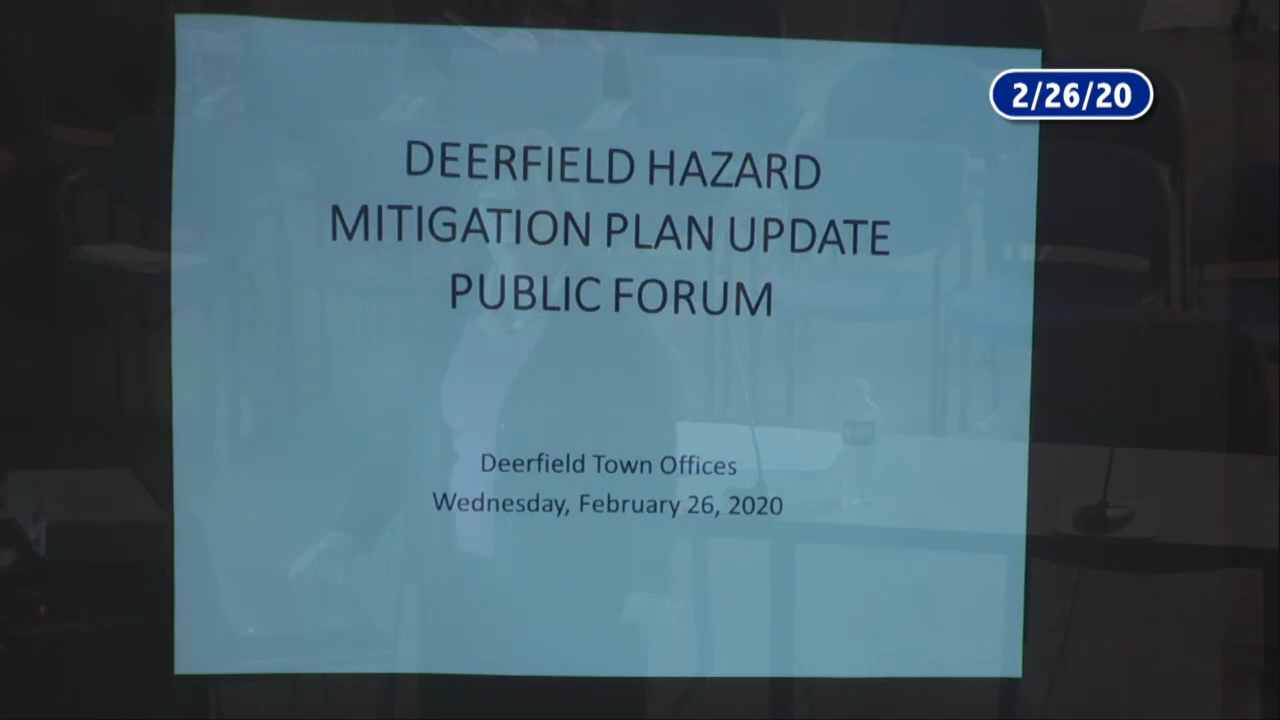 2/26/20
DEERFIELD HAZARD
MITIGATION PLAN UPDATE
PUBLIC FORUM
Deerfield Town Offices
Wednesday, February 26, 2020